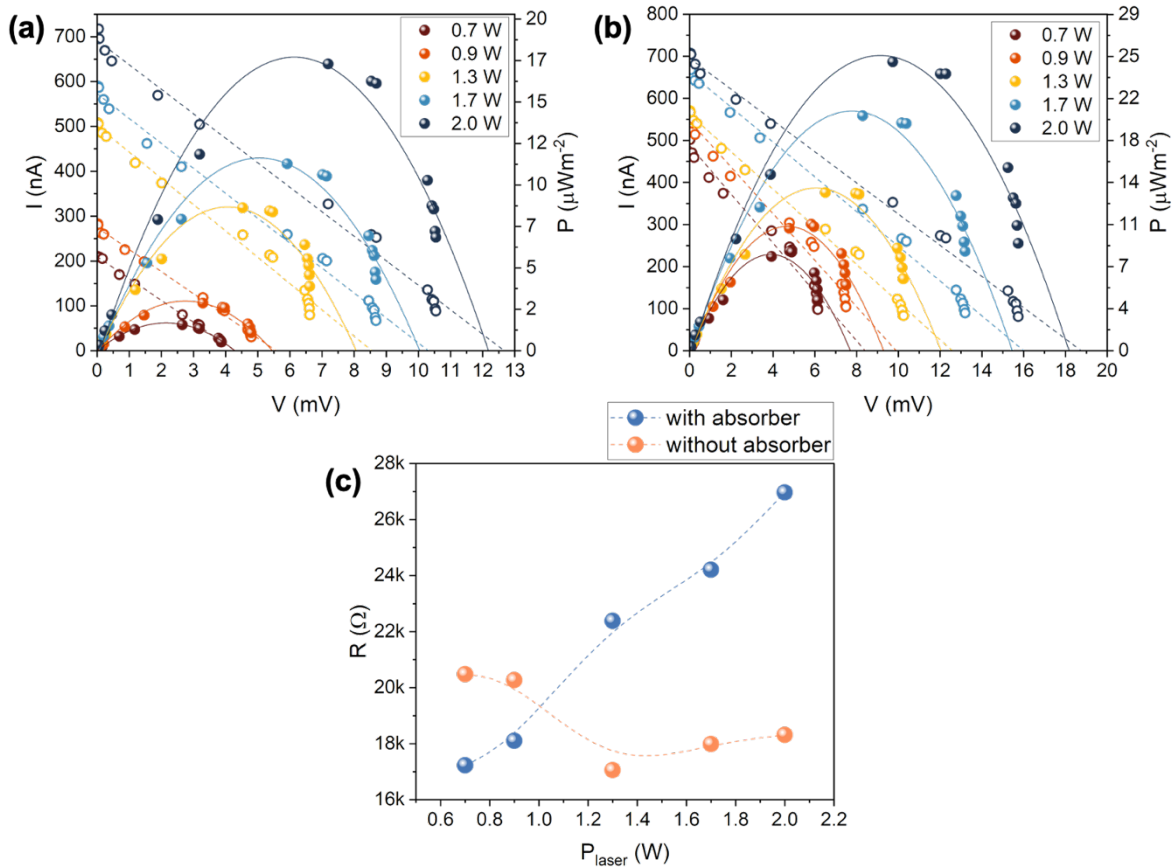 (a)
I (nA)
700
600
500
400
300
200
100
0
0 1 2 3 4 5 6 7 8 9 10 11 12 13
V (mV)
20
19
17
15
13
12
10
8
7
5
3
2
0
P (µWm⁻²)
0.7 W
0.9 W
1.3 W
1.7 W
2.0 W
(b)
I (nA)
800
700
600
500
400
300
200
100
0
0 2 4 6 8 10 12 14 16 18 20
V (mV)
29
25
22
18
14
11
7
4
0
P (µWm⁻²)
0.7 W
0.9 W
1.3 W
1.7 W
2.0 W
with absorber
without absorber
(c)
R (Ω)
28k
26k
24k
22k
20k
18k
16k
0.6 0.8 1.0 1.2 1.4 1.6 1.8 2.0 2.2
P_laser (W)